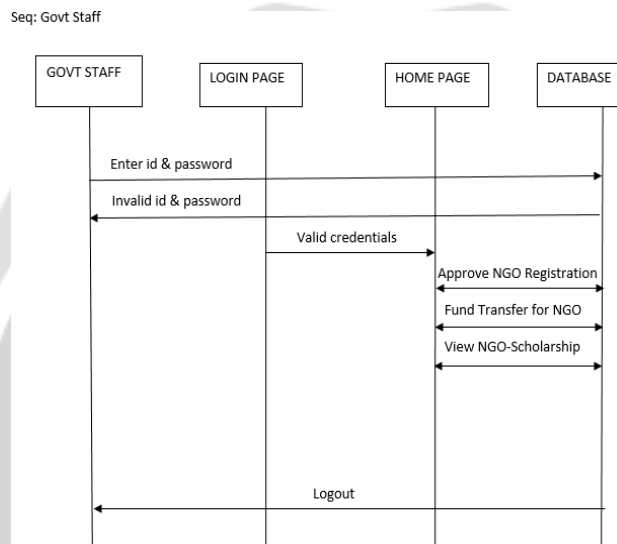 Seq: Govt Staff
GOVT STAFF
LOGIN PAGE
HOME PAGE
DATABASE
Enter id & password
Invalid id & password
Valid credentials
Approve NGO Registration
Fund Transfer for NGO
View NGO-Scholarship
Logout